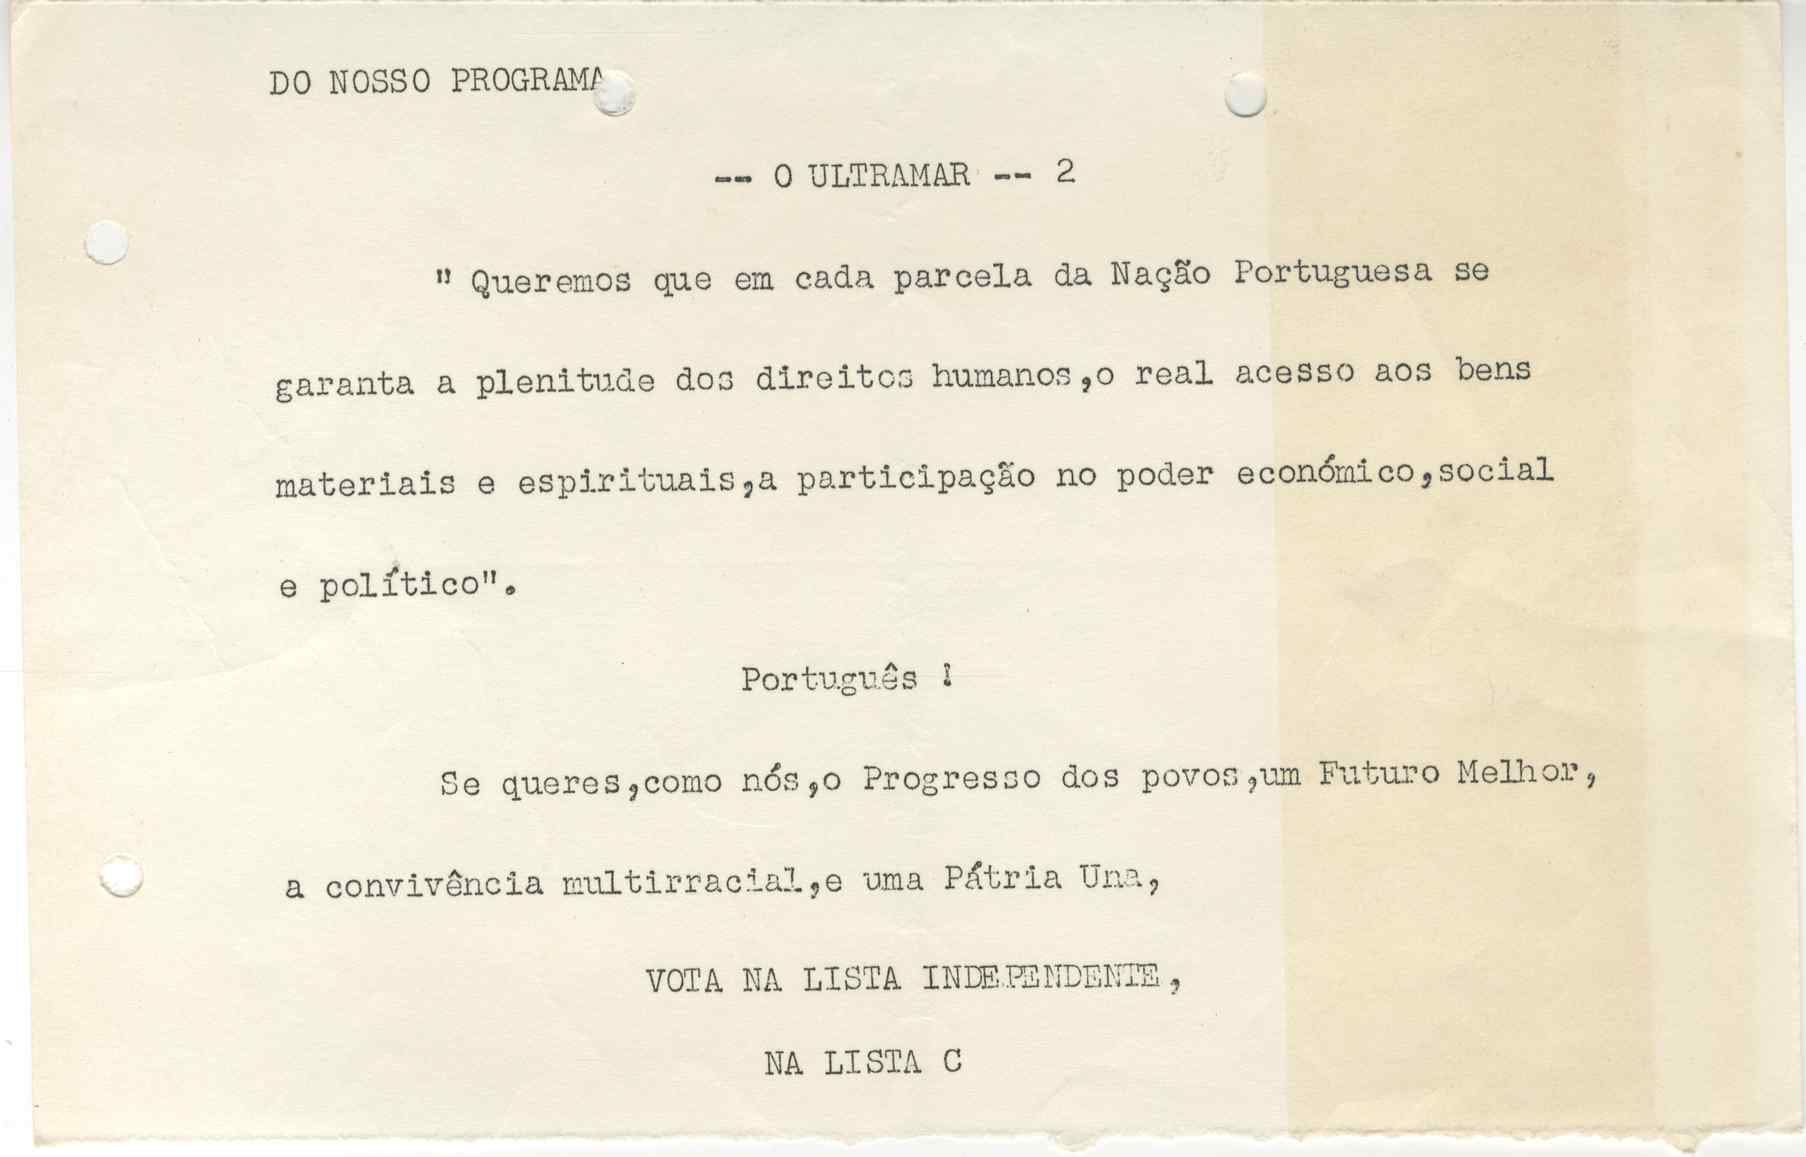 DO NOSSO PROGRAMA
-- O ULTRAMAR -- 2
" Queremos que em cada parcela da Nação Portuguesa se
garanta a plenitude dos direitos humanos,o real acesso aos bens
materiais e espirituais,a participação no poder económico,social
e político".
Português !
Se queres,como nós,o Progresso dos povos,um Futuro Melhor,
a convivência multirracial,e uma Pátria Una,
VOTA NA LISTA INDEPENDENTE,
NA LISTA C